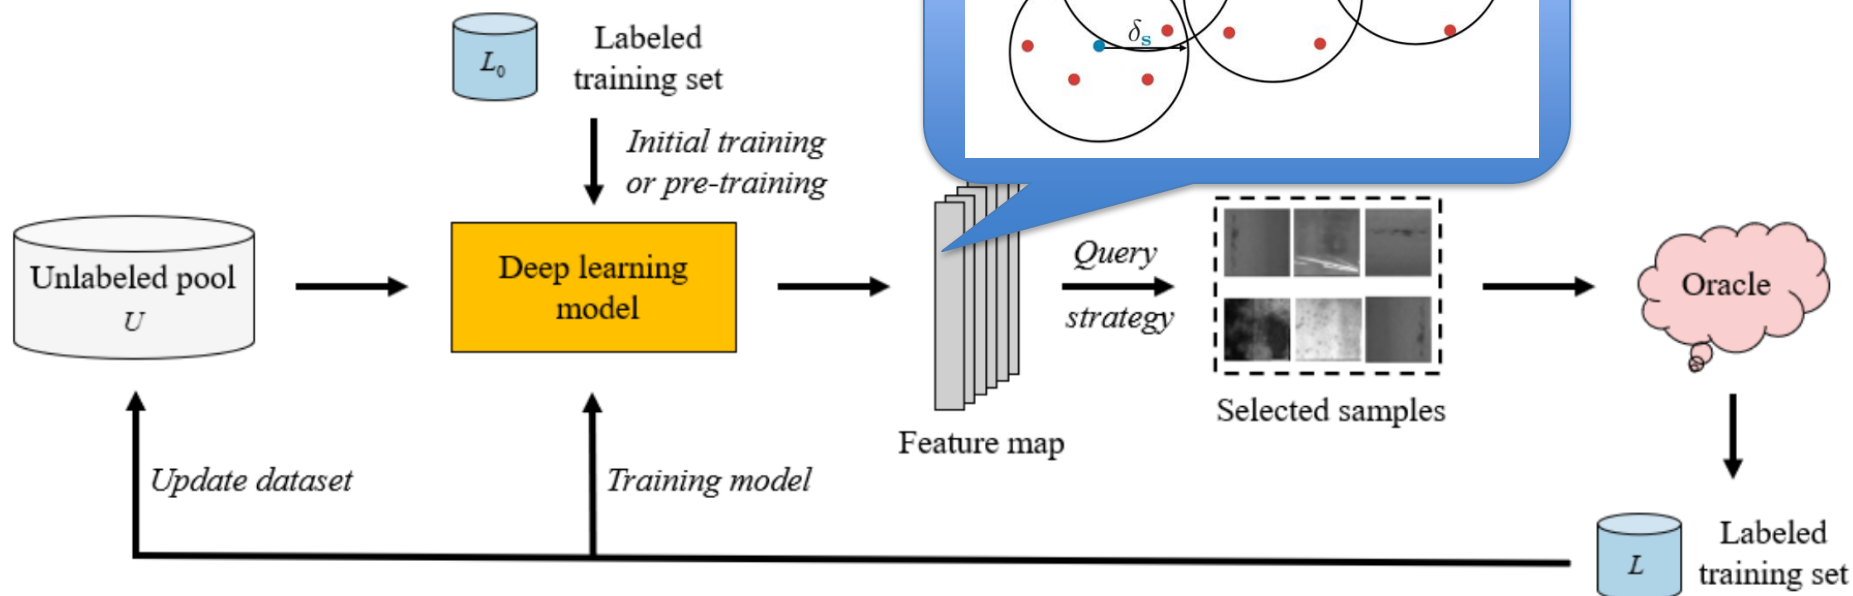 L₀
Labeled
training set
δₛ
Initial training
or pre-training
Unlabeled pool
U
Deep learning
model
Query
strategy
Oracle
Selected samples
Feature map
Update dataset
Training model
L
Labeled
training set